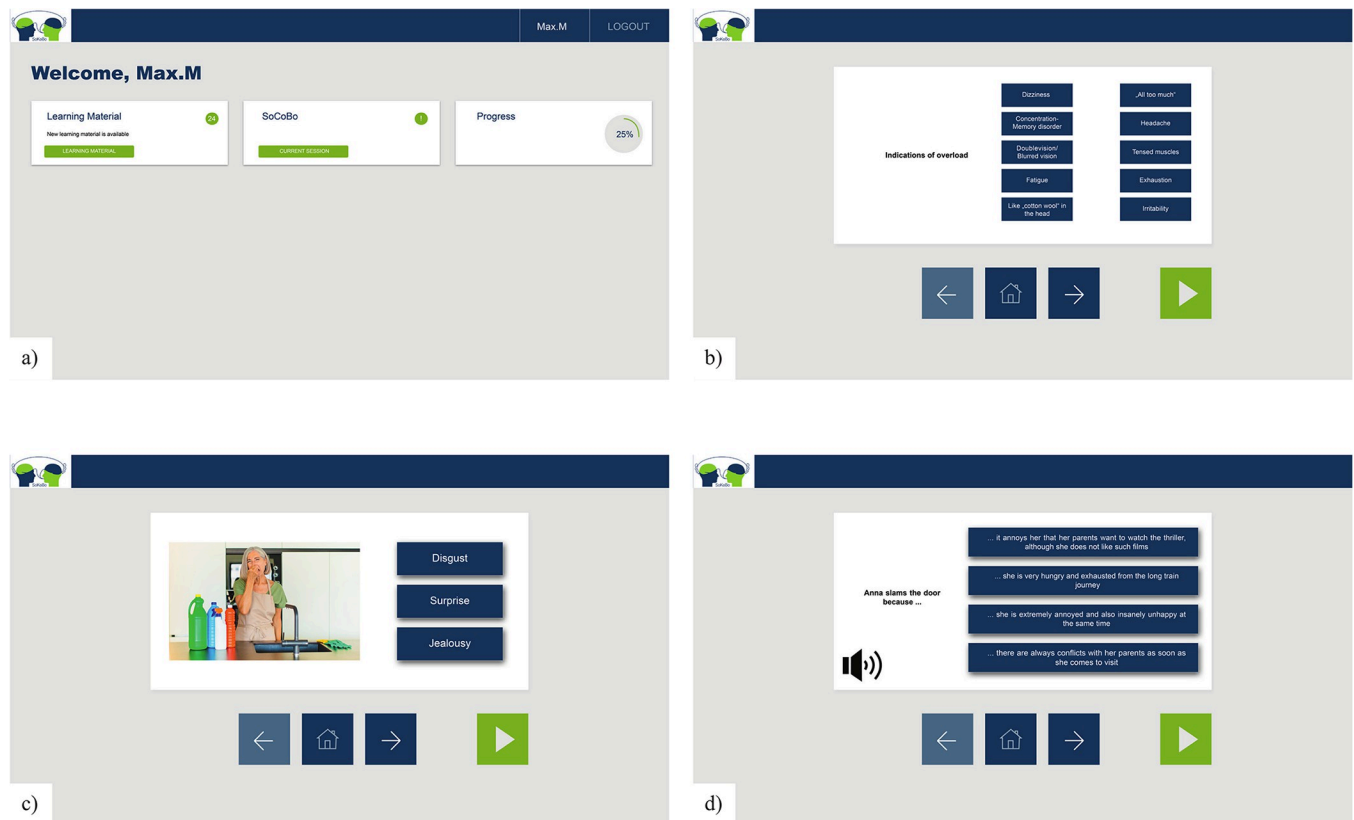 SoKoBo
Max.M
LOGOUT
Welcome, Max.M
Learning Material
24
New learning material is available
LEARNING MATERIAL
SoCoBo
1
CURRENT SESSION
Progress
25%
a)
SoKoBo
Indications of overload
Dizziness
Concentration-
Memory disorder
Doublevision/
Blurred vision
Fatigue
Like „cotton wool“ in
the head
„All too much“
Headache
Tensed muscles
Exhaustion
Irritability
b)
SoKoBo
Disgust
Surprise
Jealousy
c)
SoKoBo
Anna slams the door
because ...
... it annoys her that her parents want to watch the thriller,
although she does not like such films
... she is very hungry and exhausted from the long train
journey
... she is extremely annoyed and also insanely unhappy at
the same time
... there are always conflicts with her parents as soon as
she comes to visit
d)